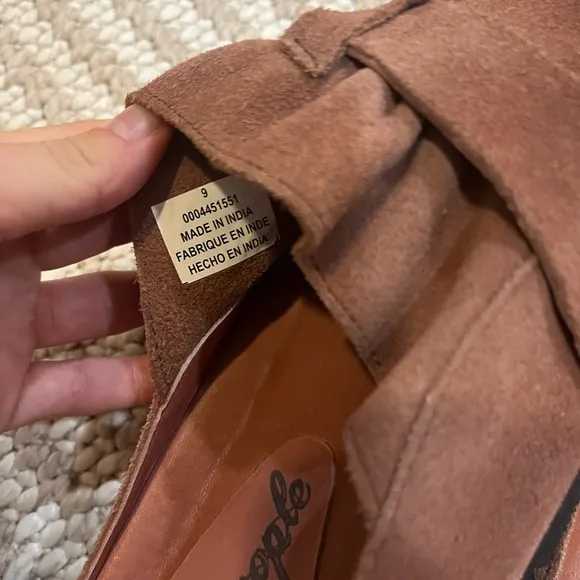 9
0004451551
MADE IN INDIA
FABRIQUE EN INDE
HECHO EN INDIA